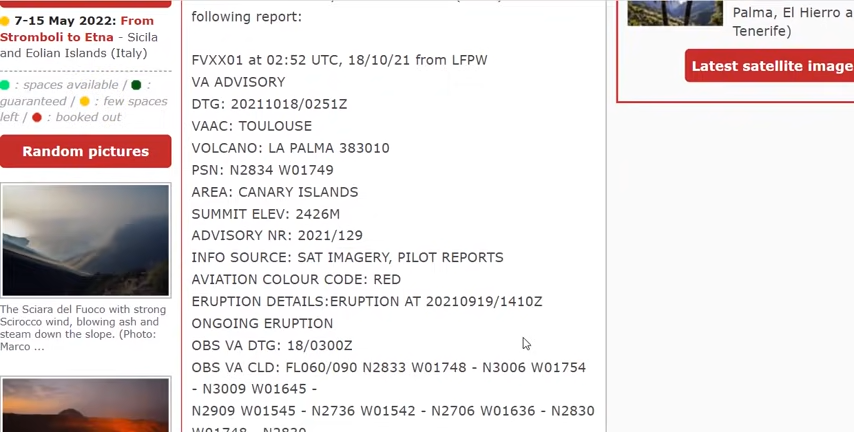 7-15 May 2022: From
Stromboli to Etna - Sicila
and Eolian Islands (Italy)
: spaces available / :
guaranteed / : few spaces
left / : booked out
Random pictures
The Sciara del Fuoco with strong
Scirocco wind, blowing ash and
steam down the slope. (Photo:
Marco ...
following report:
FVXX01 at 02:52 UTC, 18/10/21 from LFPW
VA ADVISORY
DTG: 20211018/0251Z
VAAC: TOULOUSE
VOLCANO: LA PALMA 383010
PSN: N2834 W01749
AREA: CANARY ISLANDS
SUMMIT ELEV: 2426M
ADVISORY NR: 2021/129
INFO SOURCE: SAT IMAGERY, PILOT REPORTS
AVIATION COLOUR CODE: RED
ERUPTION DETAILS:ERUPTION AT 20210919/1410Z
ONGOING ERUPTION
OBS VA DTG: 18/0300Z
OBS VA CLD: FL060/090 N2833 W01748 - N3006 W01754
- N3009 W01645 -
N2909 W01545 - N2736 W01542 - N2706 W01636 - N2830
W01748 - N2830
Palma, El Hierro a
Tenerife)
Latest satellite image